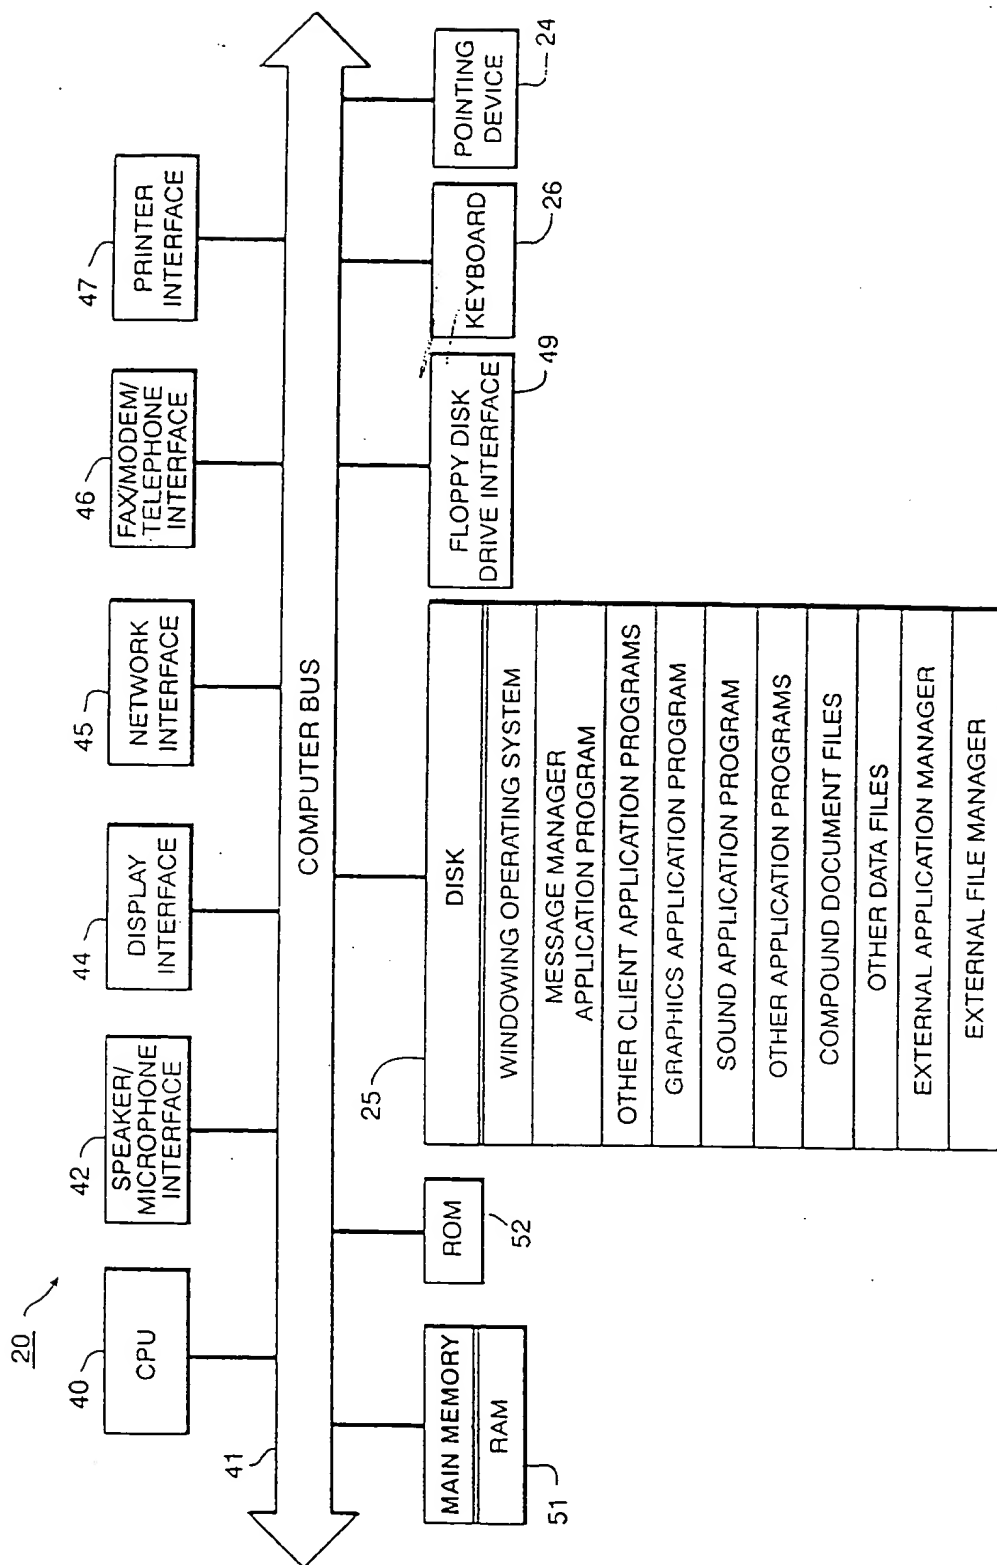 20
40
CPU
42
SPEAKER/
MICROPHONE
INTERFACE
44
DISPLAY
INTERFACE
45
NETWORK
INTERFACE
46
FAX/MODEM/
TELEPHONE
INTERFACE
47
PRINTER
INTERFACE
41
COMPUTER BUS
MAIN MEMORY
RAM
51
ROM
52
25
DISK
WINDOWING OPERATING SYSTEM
MESSAGE MANAGER
APPLICATION PROGRAM
OTHER CLIENT APPLICATION PROGRAMS
GRAPHICS APPLICATION PROGRAM
SOUND APPLICATION PROGRAM
OTHER APPLICATION PROGRAMS
COMPOUND DOCUMENT FILES
OTHER DATA FILES
EXTERNAL APPLICATION MANAGER
EXTERNAL FILE MANAGER
FLOPPY DISK
DRIVE INTERFACE
49
KEYBOARD
26
POINTING
DEVICE
24